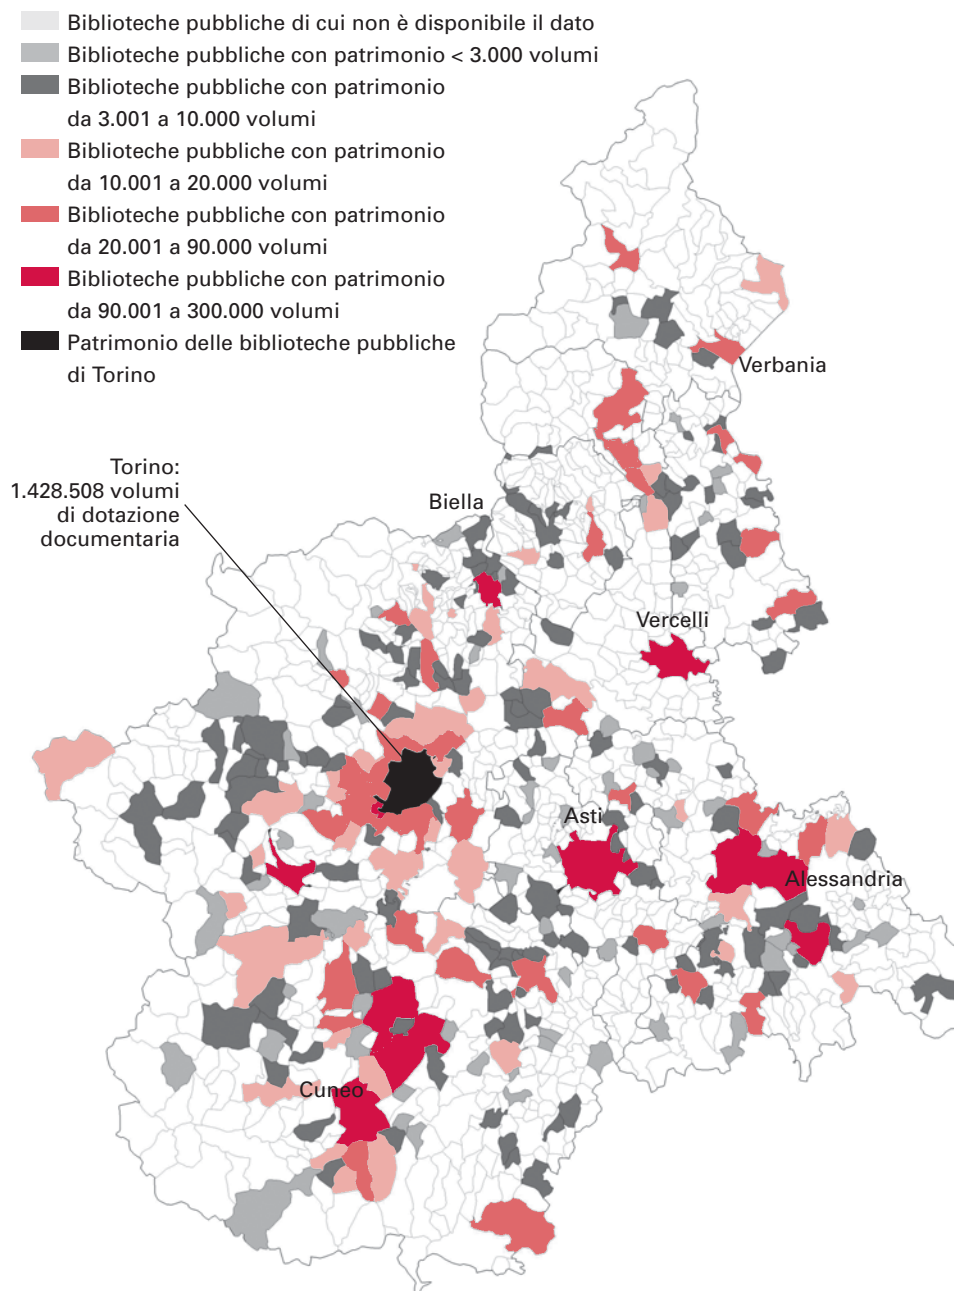 Biblioteche pubbliche di cui non è disponibile il dato
Biblioteche pubbliche con patrimonio < 3.000 volumi
Biblioteche pubbliche con patrimonio
da 3.001 a 10.000 volumi
Biblioteche pubbliche con patrimonio
da 10.001 a 20.000 volumi
Biblioteche pubbliche con patrimonio
da 20.001 a 90.000 volumi
Biblioteche pubbliche con patrimonio
da 90.001 a 300.000 volumi
Patrimonio delle biblioteche pubbliche
di Torino
Verbania
Torino:
1.428.508 volumi
di dotazione
documentaria
Biella
Vercelli
Asti
Alessandria
Cuneo